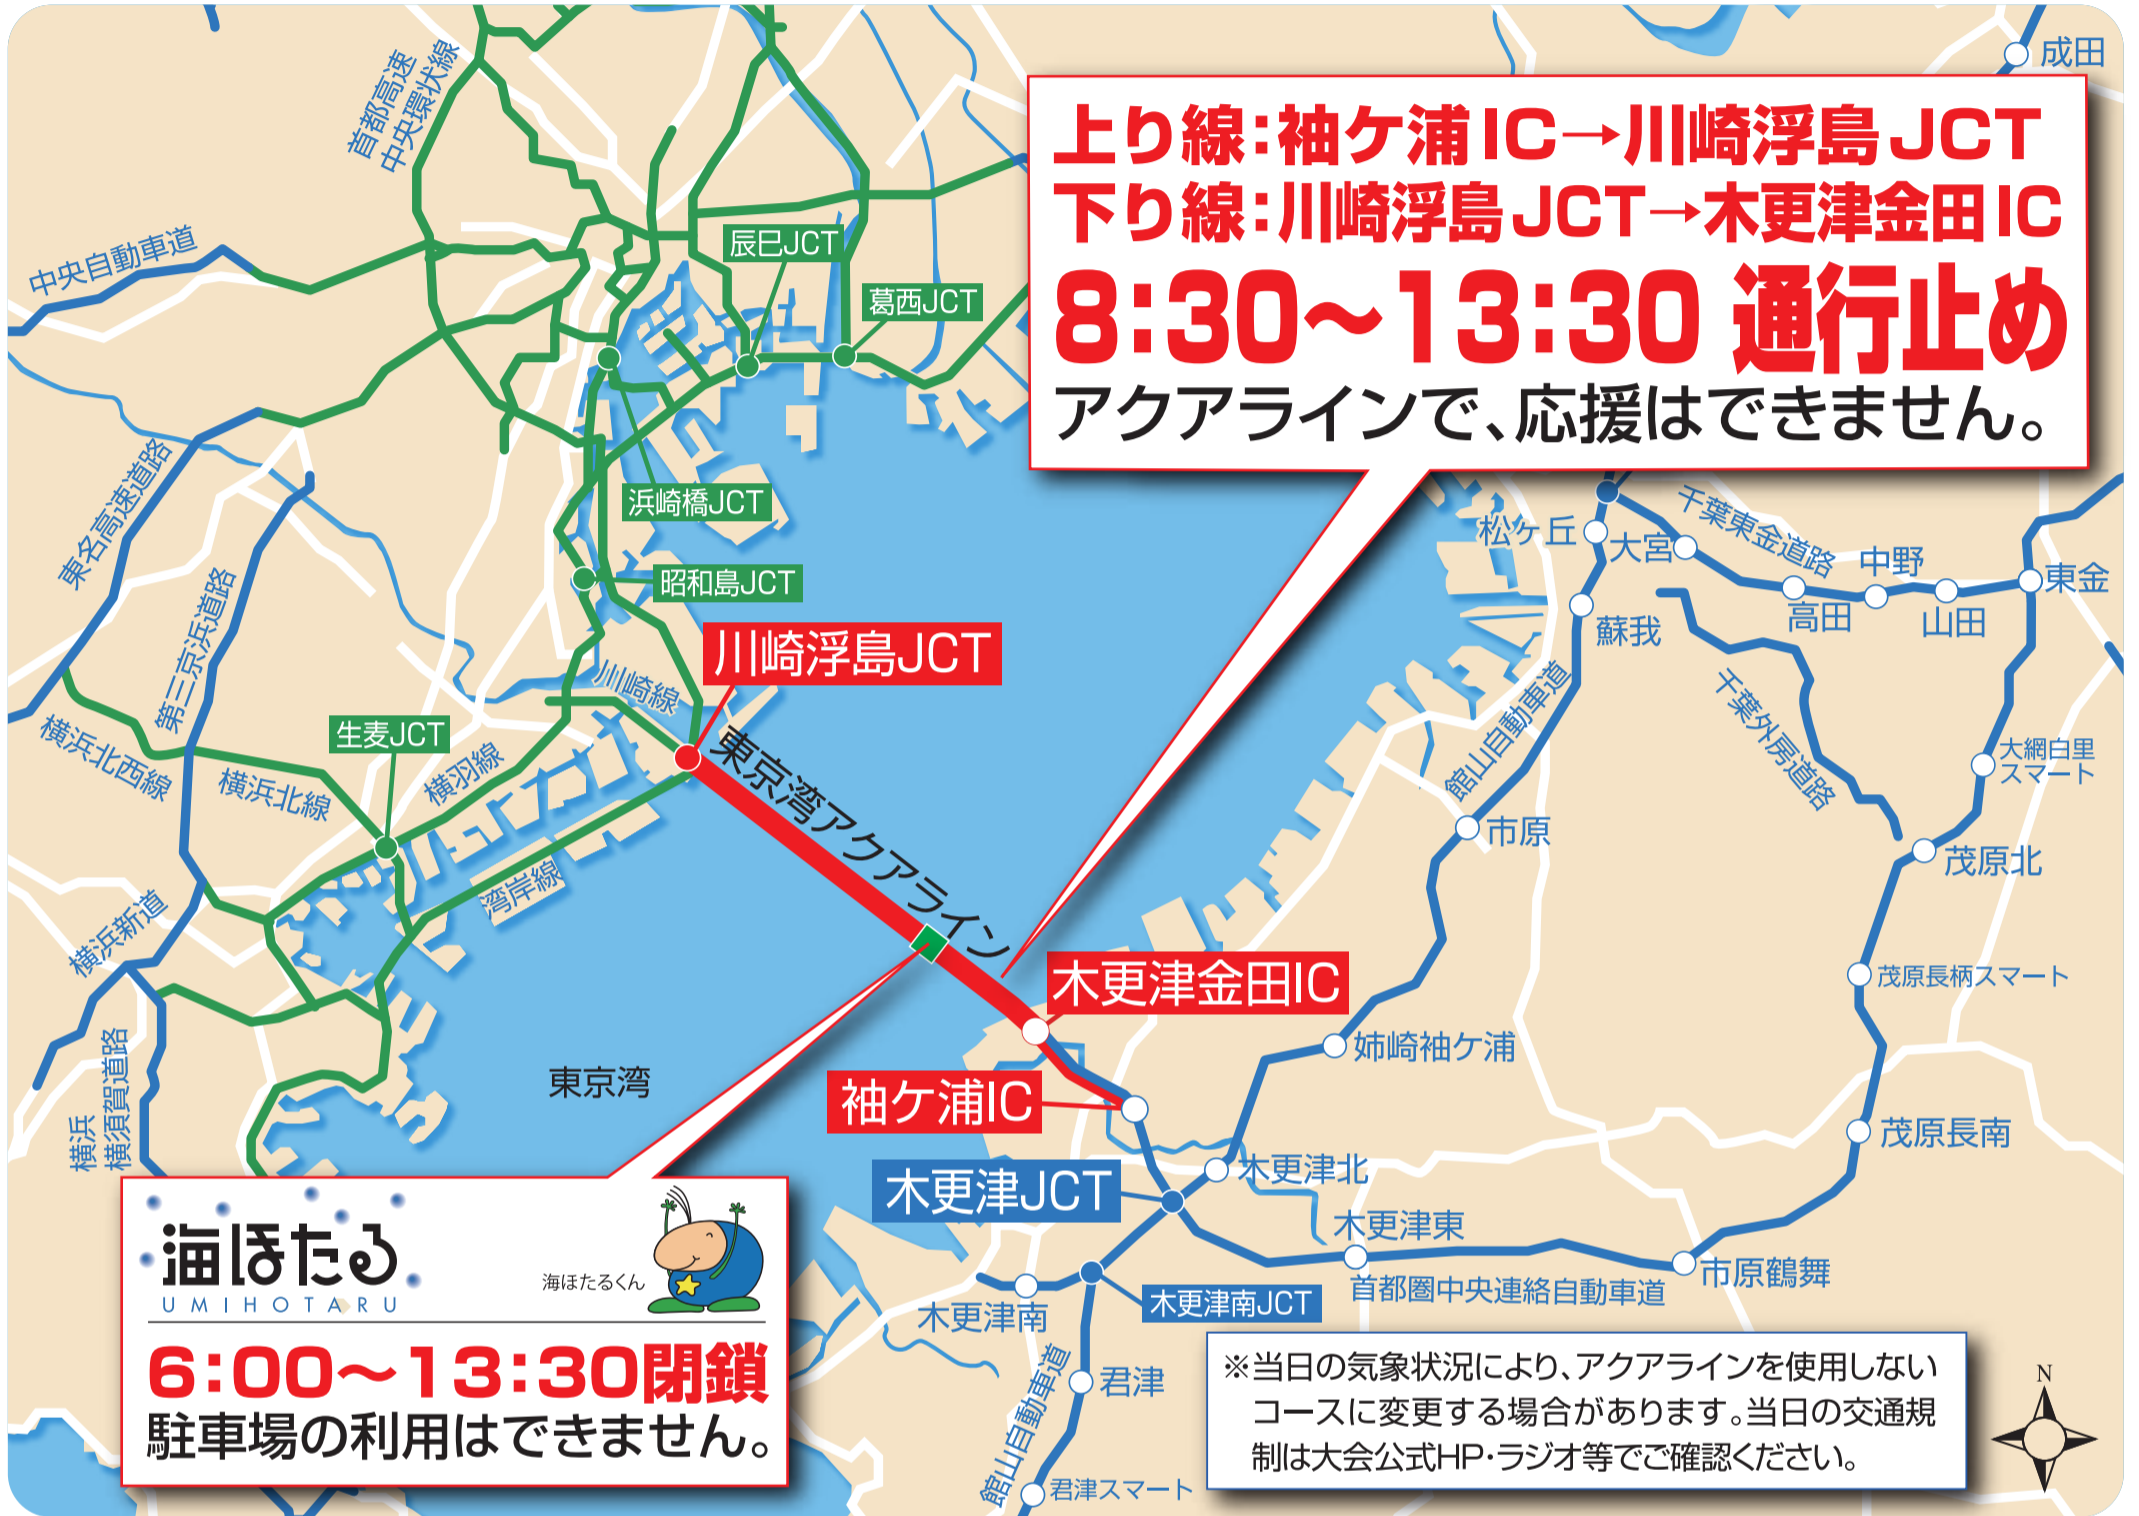 成田
上り線：袖ケ浦IC→川崎浮島JCT
下り線：川崎浮島JCT→木更津金田IC
8：30〜13：30 通行止め
アクアラインで、応援はできません。
首都高速
中央環状線
中央自動車道
辰巳JCT
葛西JCT
東名高速道路
浜崎橋JCT
昭和島JCT
第三京浜道路
川崎浮島JCT
川崎線
生麦JCT
横浜北西線
横浜北線
横羽線
湾岸線
東京湾アクアライン
横浜新道
横浜
横須賀道路
東京湾
松ケ丘
大宮
千葉東金道路
中野
東金
蘇我
高田
山田
館山自動車道
千葉外房道路
大網白里
スマート
市原
茂原北
茂原長柄スマート
木更津金田IC
姉崎袖ケ浦
袖ケ浦IC
茂原長南
木更津JCT
木更津北
木更津東
市原鶴舞
首都圏中央連絡自動車道
木更津南JCT
木更津南
君津
館山自動車道
君津スマート
海ほたる
UMIHOTARU
海ほたるくん
6：00〜13：30閉鎖
駐車場の利用はできません。
※当日の気象状況により、アクアラインを使用しない
コースに変更する場合があります。当日の交通規
制は大会公式HP・ラジオ等でご確認ください。
N